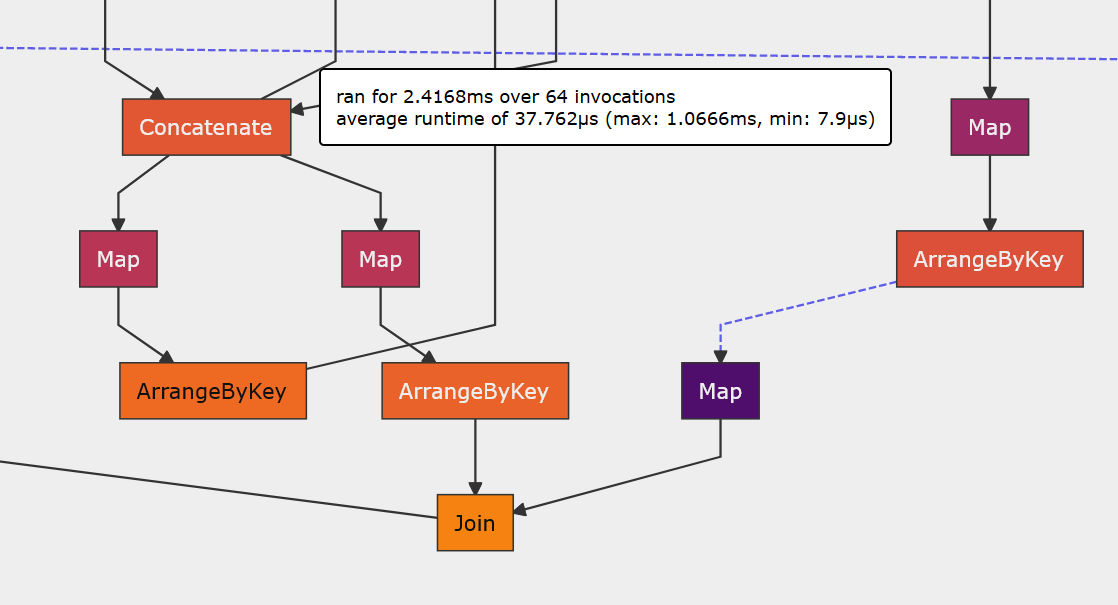 ran for 2.4168ms over 64 invocations
average runtime of 37.762µs (max: 1.0666ms, min: 7.9µs)
Concatenate
Map
Map
Map
ArrangeByKey
ArrangeByKey
ArrangeByKey
Map
Join